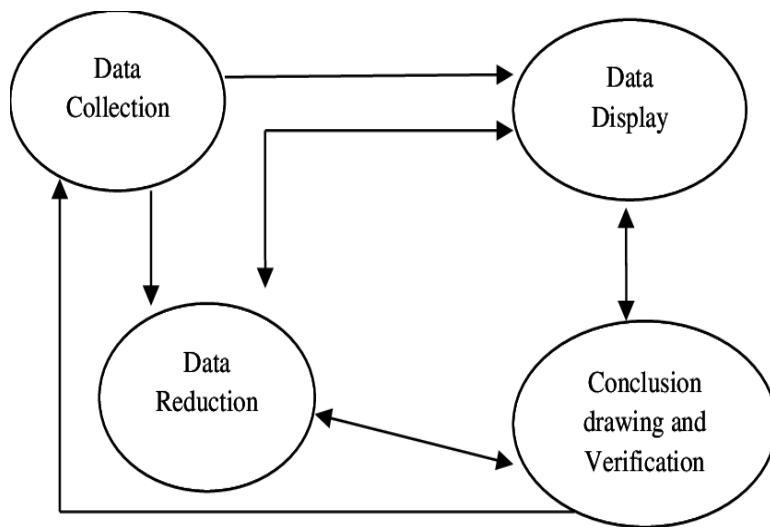 Data
Collection
Data
Display
Data
Reduction
Conclusion
drawing and
Verification